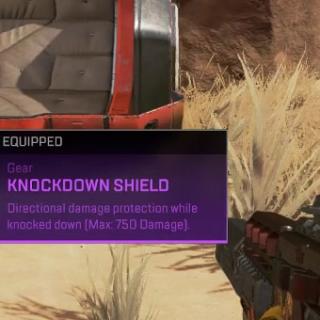 EQUIPPED
Gear
KNOCKDOWN SHIELD
Directional damage protection while
knocked down (Max: 750 Damage).